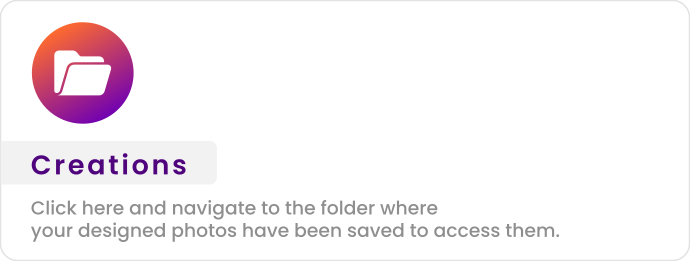 Creations
Click here and navigate to the folder where
your designed photos have been saved to access them.